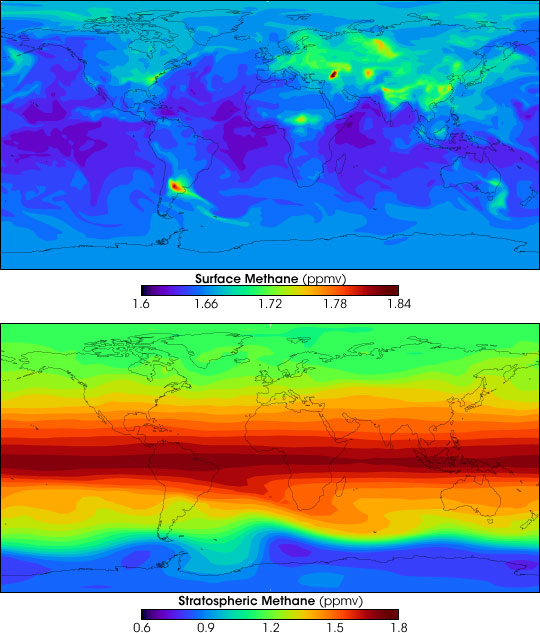 Surface Methane (ppmv)
1.6 1.66 1.72 1.78 1.84
Stratospheric Methane (ppmv)
0.6 0.9 1.2 1.5 1.8